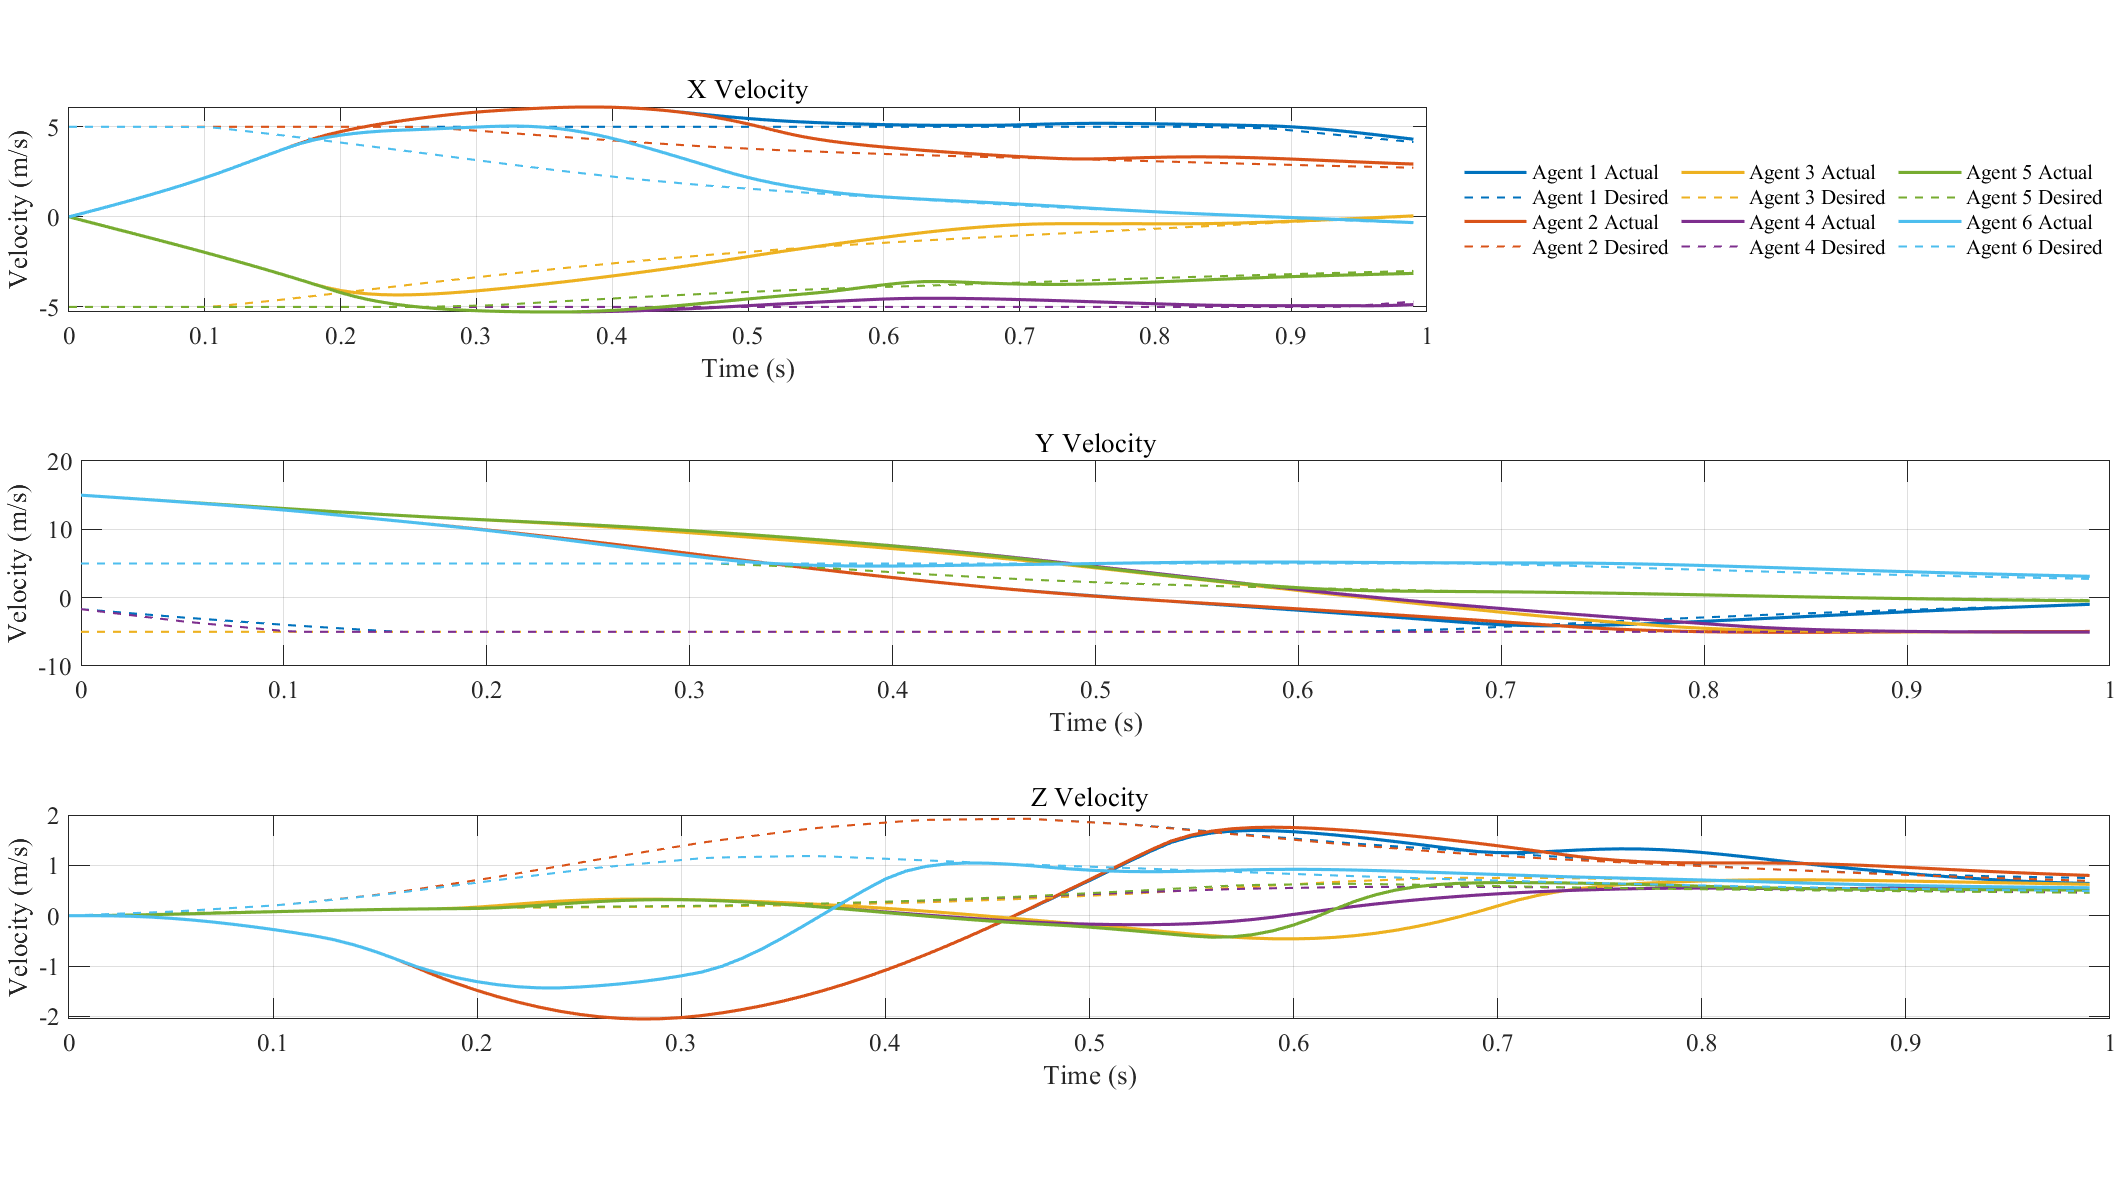 X Velocity
Velocity (m/s)
5
0
-5
0 0.1 0.2 0.3 0.4 0.5 0.6 0.7 0.8 0.9 1
Time (s)
Agent 1 Actual Agent 3 Actual Agent 5 Actual
Agent 1 Desired Agent 3 Desired Agent 5 Desired
Agent 2 Actual Agent 4 Actual Agent 6 Actual
Agent 2 Desired Agent 4 Desired Agent 6 Desired
Y Velocity
Velocity (m/s)
20
10
0
-10
0 0.1 0.2 0.3 0.4 0.5 0.6 0.7 0.8 0.9 1
Time (s)
Z Velocity
Velocity (m/s)
2
1
0
-1
-2
0 0.1 0.2 0.3 0.4 0.5 0.6 0.7 0.8 0.9 1
Time (s)